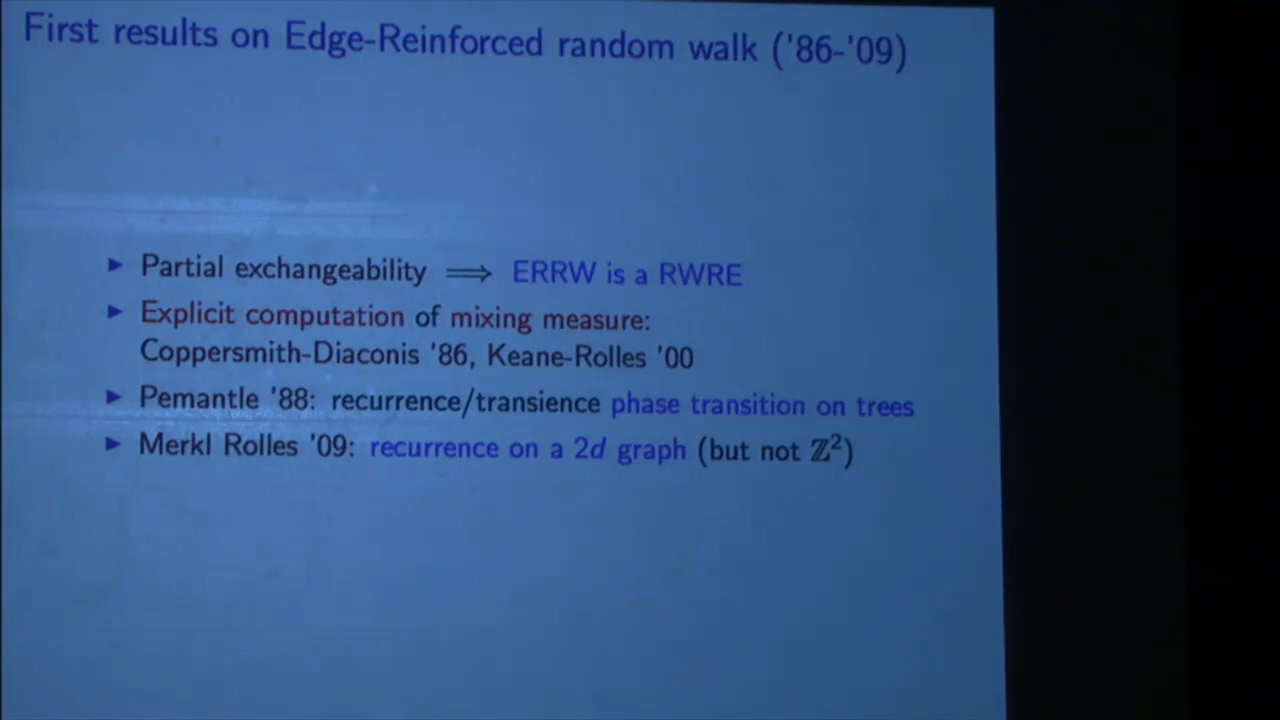 First results on Edge-Reinforced random walk ('86-'09)
▶ Partial exchangeability ⟹ ERRW is a RWRE
▶ Explicit computation of mixing measure:
Coppersmith-Diaconis '86, Keane-Rolles '00
▶ Pemantle '88: recurrence/transience phase transition on trees
▶ Merkl Rolles '09: recurrence on a 2d graph (but not ℤ²)